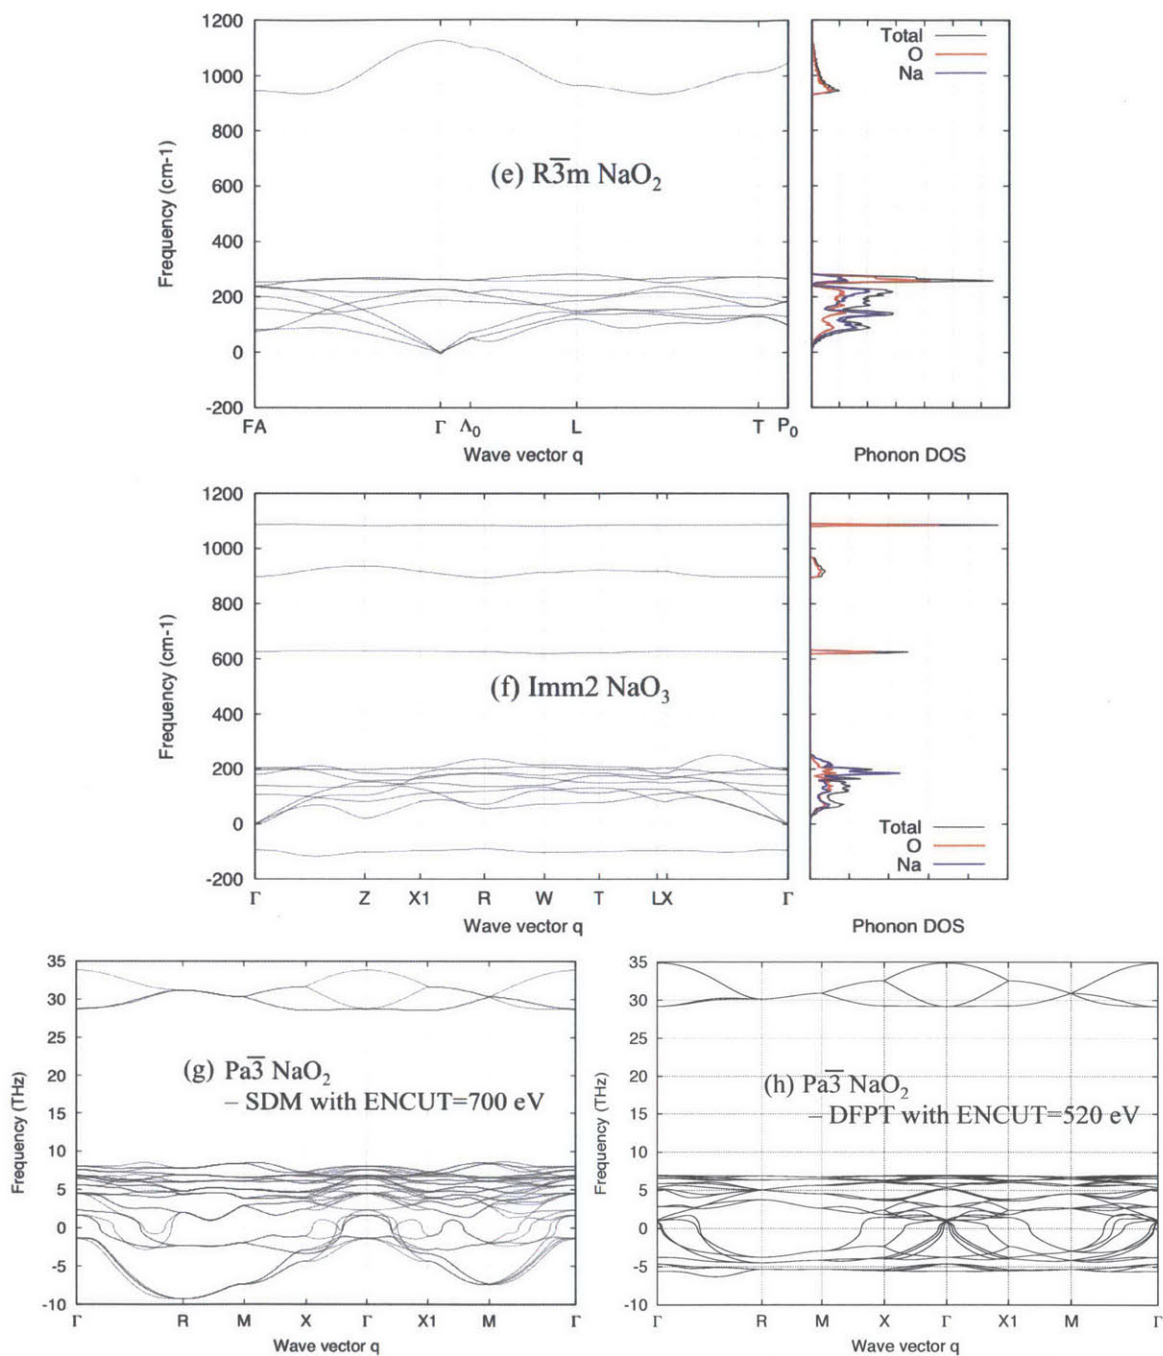 1200
1000
800
600
400
200
0
-200
Frequency (cm-1)
(e) R3̅m NaO₂
FA Γ Λ₀ L T P₀
Wave vector q
Total
O
Na
Phonon DOS
1200
1000
800
600
400
200
0
-200
Frequency (cm-1)
(f) Imm2 NaO₃
Γ Z X1 R W T LX Γ
Wave vector q
Total
O
Na
Phonon DOS
35
30
25
20
15
10
5
0
-5
-10
Frequency (THz)
(g) Pa3̅ NaO₂
– SDM with ENCUT=700 eV
Γ R M X Γ X1 M Γ
Wave vector q
35
30
25
20
15
10
5
0
-5
-10
Frequency (THz)
(h) Pa3̅ NaO₂
– DFPT with ENCUT=520 eV
Γ R M X Γ X1 M Γ
Wave vector q